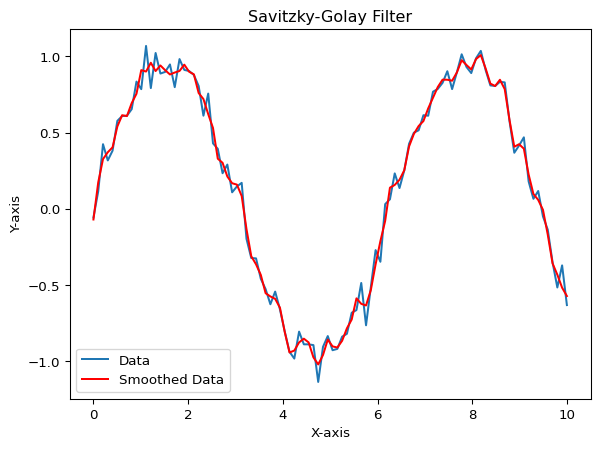 Savitzky-Golay Filter
Y-axis
1.0
0.5
0.0
−0.5
−1.0
Data
Smoothed Data
0 2 4 6 8 10
X-axis